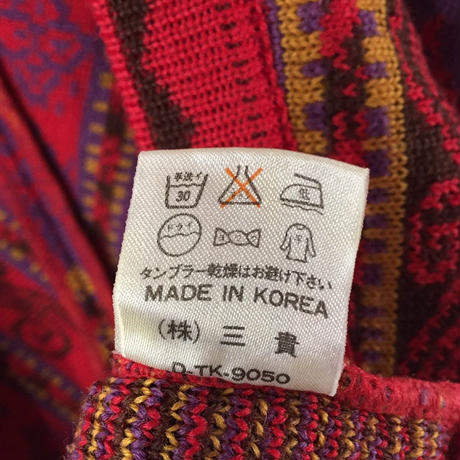 手洗イ 低
30
ドライ
タンブラー乾燥はお避け下さい
MADE IN KOREA
(株) 三 貴
D-TK-9050